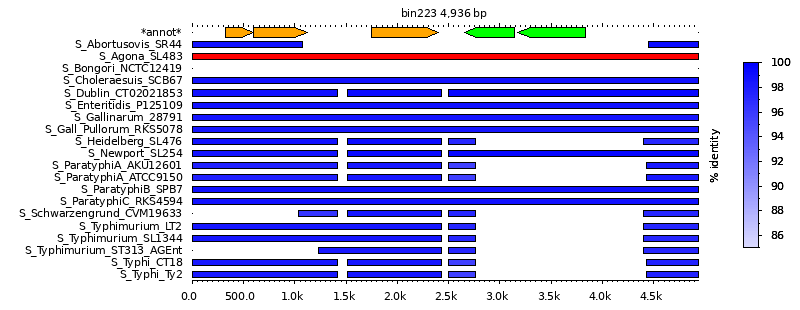 bin223 4,936 bp
*annot*
S_Abortusovis_SR44
S_Agona_SL483
S_Bongori_NCTC12419
S_Choleraesuis_SCB67
S_Dublin_CT02021853
S_Enteritidis_P125109
S_Gallinarum_28791
S_Gall_Pullorum_RKS5078
S_Heidelberg_SL476
S_Newport_SL254
S_ParatyphiA_AKU12601
S_ParatyphiA_ATCC9150
S_ParatyphiB_SPB7
S_ParatyphiC_RKS4594
S_Schwarzengrund_CVM19633
S_Typhimurium_LT2
S_Typhimurium_SL1344
S_Typhimurium_ST313_AGEnt
S_Typhi_CT18
S_Typhi_Ty2
0.0 500.0 1.0k 1.5k 2.0k 2.5k 3.0k 3.5k 4.0k 4.5k
% identity
100
98
96
94
92
90
88
86